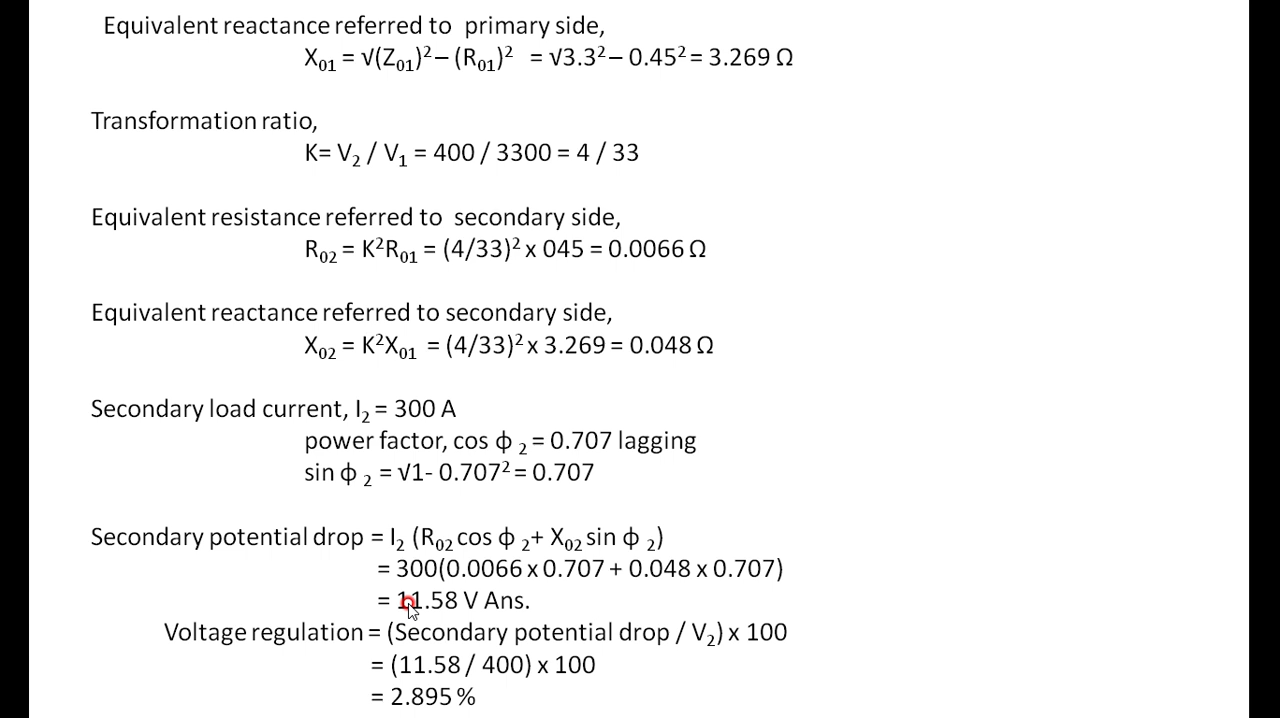 Equivalent reactance referred to primary side,
X₀₁ = √(Z₀₁)² – (R₀₁)² = √3.3² – 0.45² = 3.269 Ω
Transformation ratio,
K= V₂ / V₁ = 400 / 3300 = 4 / 33
Equivalent resistance referred to secondary side,
R₀₂ = K²R₀₁ = (4/33)² x 045 = 0.0066 Ω
Equivalent reactance referred to secondary side,
X₀₂ = K²X₀₁ = (4/33)² x 3.269 = 0.048 Ω
Secondary load current, I₂ = 300 A
power factor, cos ф ₂ = 0.707 lagging
sin ф ₂ = √1- 0.707² = 0.707
Secondary potential drop = I₂ (R₀₂ cos ф ₂+ X₀₂ sin ф ₂)
= 300(0.0066 x 0.707 + 0.048 x 0.707)
= 11.58 V Ans.
Voltage regulation = (Secondary potential drop / V₂) x 100
= (11.58 / 400) x 100
= 2.895 %